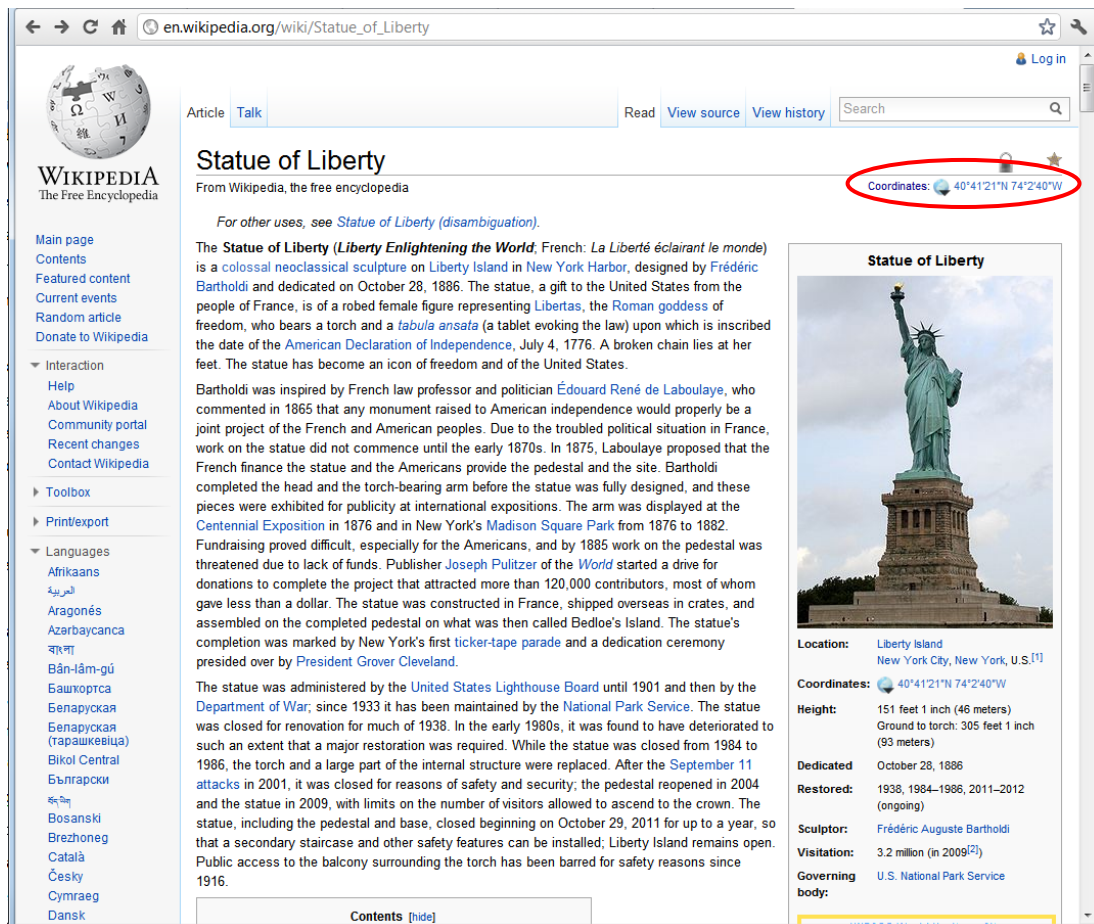 en.wikipedia.org/wiki/Statue_of_Liberty
Log in
WIKIPEDIA
The Free Encyclopedia
Article Talk
Read View source View history Search
Statue of Liberty
From Wikipedia, the free encyclopedia
Coordinates: 40°41′21″N 74°2′40″W
For other uses, see Statue of Liberty (disambiguation).
The Statue of Liberty (Liberty Enlightening the World; French: La Liberté éclairant le monde)
is a colossal neoclassical sculpture on Liberty Island in New York Harbor, designed by Frédéric
Bartholdi and dedicated on October 28, 1886. The statue, a gift to the United States from the
people of France, is of a robed female figure representing Libertas, the Roman goddess of
freedom, who bears a torch and a tabula ansata (a tablet evoking the law) upon which is inscribed
the date of the American Declaration of Independence, July 4, 1776. A broken chain lies at her
feet. The statue has become an icon of freedom and of the United States.
Bartholdi was inspired by French law professor and politician Édouard René de Laboulaye, who
commented in 1865 that any monument raised to American independence would properly be a
joint project of the French and American peoples. Due to the troubled political situation in France,
work on the statue did not commence until the early 1870s. In 1875, Laboulaye proposed that the
French finance the statue and the Americans provide the pedestal and the site. Bartholdi
completed the head and the torch-bearing arm before the statue was fully designed, and these
pieces were exhibited for publicity at international expositions. The arm was displayed at the
Centennial Exposition in 1876 and in New York's Madison Square Park from 1876 to 1882.
Fundraising proved difficult, especially for the Americans, and by 1885 work on the pedestal was
threatened due to lack of funds. Publisher Joseph Pulitzer of the World started a drive for
donations to complete the project that attracted more than 120,000 contributors, most of whom
gave less than a dollar. The statue was constructed in France, shipped overseas in crates, and
assembled on the completed pedestal on what was then called Bedloe's Island. The statue's
completion was marked by New York's first ticker-tape parade and a dedication ceremony
presided over by President Grover Cleveland.
The statue was administered by the United States Lighthouse Board until 1901 and then by the
Department of War; since 1933 it has been maintained by the National Park Service. The statue
was closed for renovation for much of 1938. In the early 1980s, it was found to have deteriorated to
such an extent that a major restoration was required. While the statue was closed from 1984 to
1986, the torch and a large part of the internal structure were replaced. After the September 11
attacks in 2001, it was closed for reasons of safety and security; the pedestal reopened in 2004
and the statue in 2009, with limits on the number of visitors allowed to ascend to the crown. The
statue, including the pedestal and base, closed beginning on October 29, 2011 for up to a year, so
that a secondary staircase and other safety features can be installed; Liberty Island remains open.
Public access to the balcony surrounding the torch has been barred for safety reasons since
1916.
Contents [hide]
Main page
Contents
Featured content
Current events
Random article
Donate to Wikipedia
Interaction
Help
About Wikipedia
Community portal
Recent changes
Contact Wikipedia
Toolbox
Print/export
Languages
Afrikaans
العربية
Aragonés
Azərbaycanca
বাংলা
Bân-lâm-gú
Башҡортса
Беларуская
Беларуская
(тарашкевіца)
Bikol Central
Български
བོད་ཡིག
Bosanski
Brezhoneg
Català
Česky
Cymraeg
Dansk
Statue of Liberty
Location: Liberty Island
New York City, New York, U.S.[1]
Coordinates: 40°41′21″N 74°2′40″W
Height: 151 feet 1 inch (46 meters)
Ground to torch: 305 feet 1 inch
(93 meters)
Dedicated October 28, 1886
Restored: 1938, 1984–1986, 2011–2012
(ongoing)
Sculptor: Frédéric Auguste Bartholdi
Visitation: 3.2 million (in 2009[2])
Governing U.S. National Park Service
body: